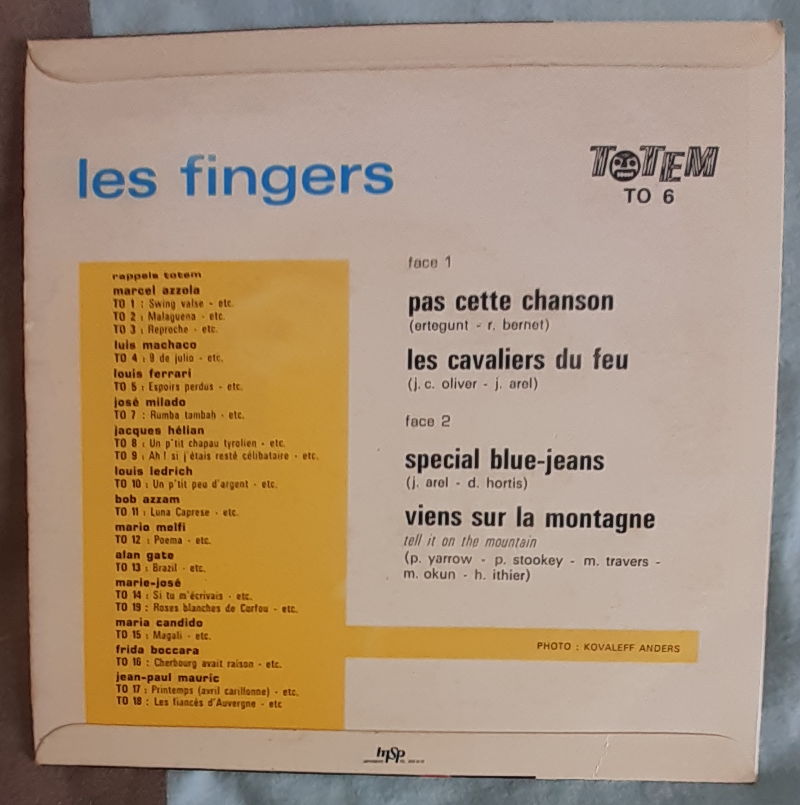 les fingers
TOTEM
TO 6
rappels totem
marcel azzola
TO 1 : Swing valse - etc.
TO 2 : Malaguena - etc.
TO 3 : Reproche - etc.
luis machaco
TO 4 : 9 de julio - etc.
louis ferrari
TO 5 : Espoirs perdus - etc.
josé milado
TO 7 : Rumba tambah - etc.
jacques hélian
TO 8 : Un p'tit chapau tyrolien - etc.
TO 9 : Ah ! si j'étais resté célibataire - etc.
louis ledrich
TO 10 : Un p'tit peu d'argent - etc.
bob azzam
TO 11 : Luna Caprese - etc.
mario melfi
TO 12 : Poema - etc.
alan gate
TO 13 : Brazil - etc.
marie-josé
TO 14 : Si tu m'écrivais - etc.
TO 19 : Roses blanches de Corfou - etc.
maria candido
TO 15 : Magali - etc.
frida boccara
TO 16 : Cherbourg avait raison - etc.
jean-paul mauric
TO 17 : Printemps (avril carillonne) - etc.
TO 18 : Les fiancés d'Auvergne - etc
face 1
pas cette chanson
(ertegunt - r. bernet)
les cavaliers du feu
(j. c. oliver - j. arel)
face 2
special blue-jeans
(j. arel - d. hortis)
viens sur la montagne
tell it on the mountain
(p. yarrow - p. stookey - m. travers -
m. okun - h. ithier)
PHOTO : KOVALEFF ANDERS